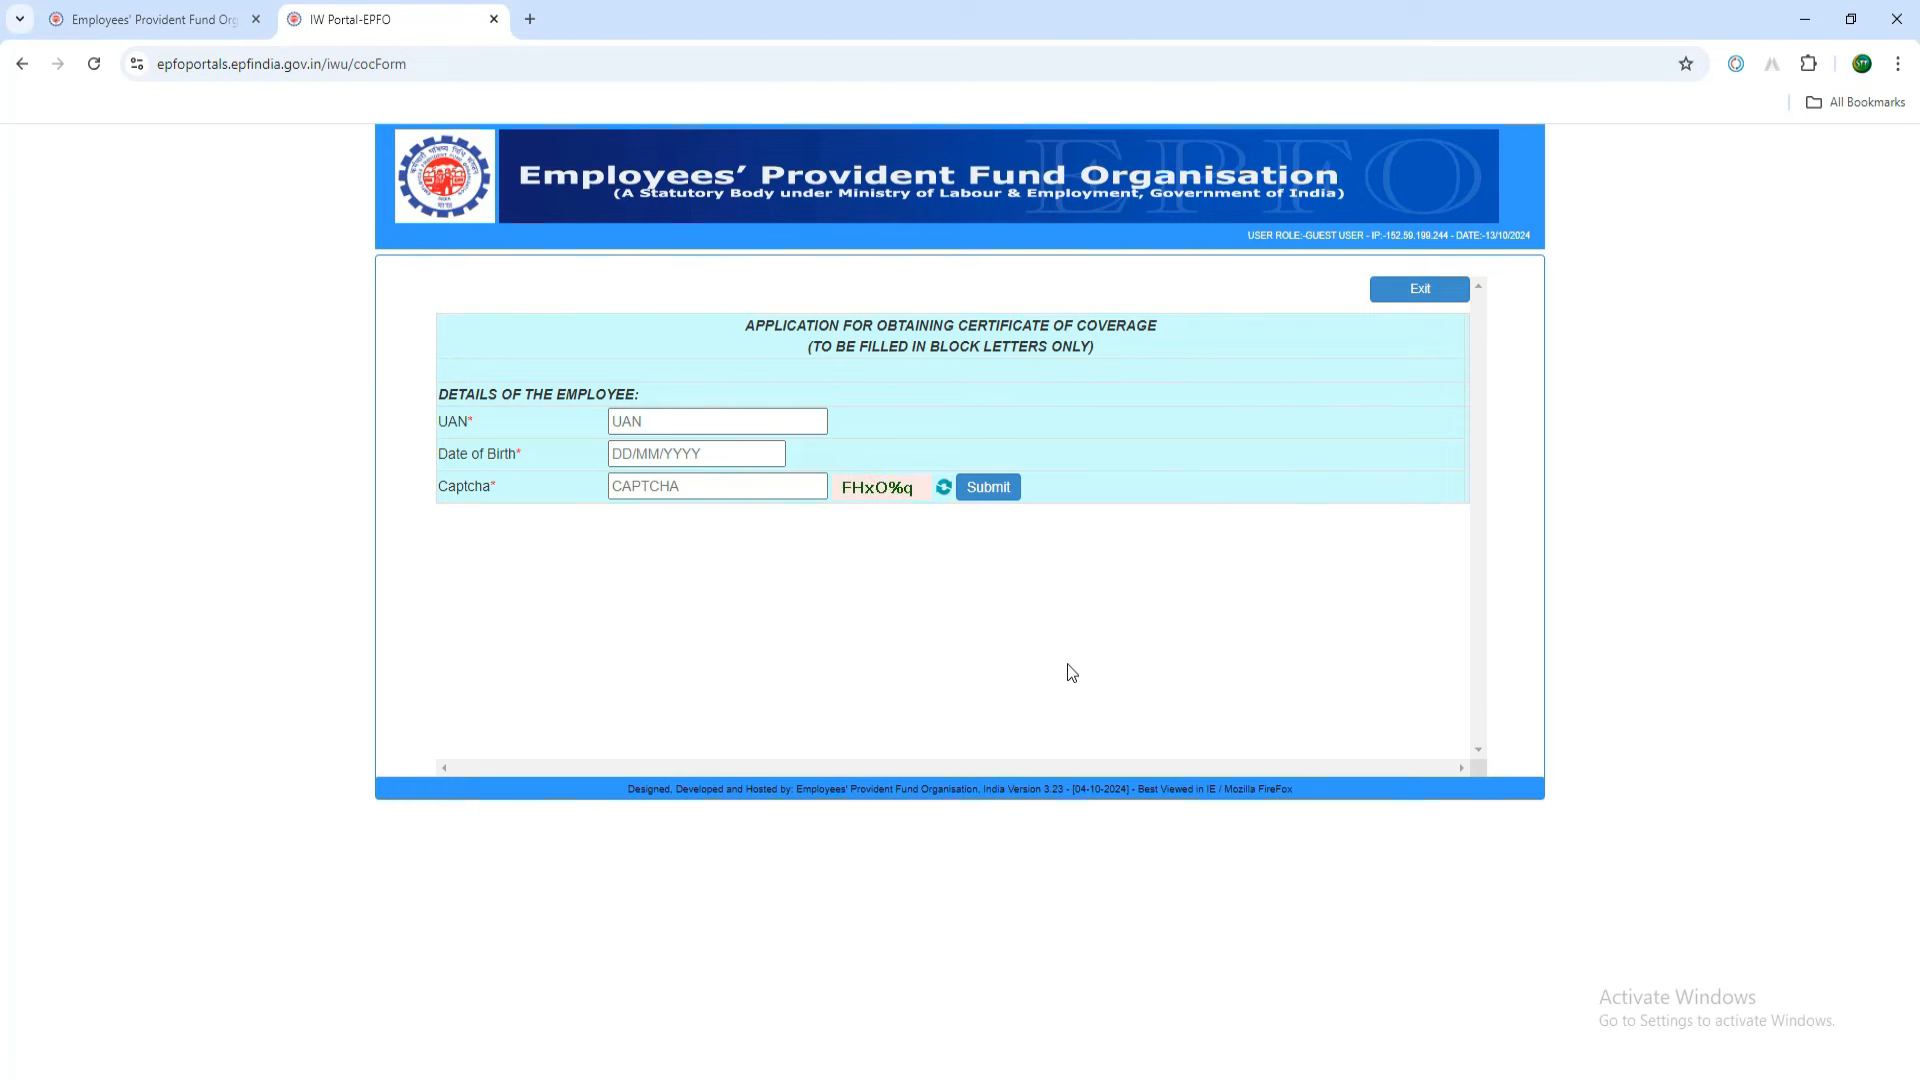 Employees' Provident Fund Org
IW Portal-EPFO
epfoportals.epfindia.gov.in/iwu/cocForm
All Bookmarks
EPFO
Employees' Provident Fund Organisation
(A Statutory Body under Ministry of Labour & Employment, Government of India)
USER ROLE:-GUEST USER - IP:-152.59.199.244 - DATE:-13/10/2024
Exit
APPLICATION FOR OBTAINING CERTIFICATE OF COVERAGE
(TO BE FILLED IN BLOCK LETTERS ONLY)
DETAILS OF THE EMPLOYEE:
UAN* UAN
Date of Birth* DD/MM/YYYY
Captcha* CAPTCHA FHxO%q Submit
Designed, Developed and Hosted by: Employees' Provident Fund Organisation, India Version 3.23 - [04-10-2024] - Best Viewed in IE / Mozilla FireFox
Activate Windows
Go to Settings to activate Windows.